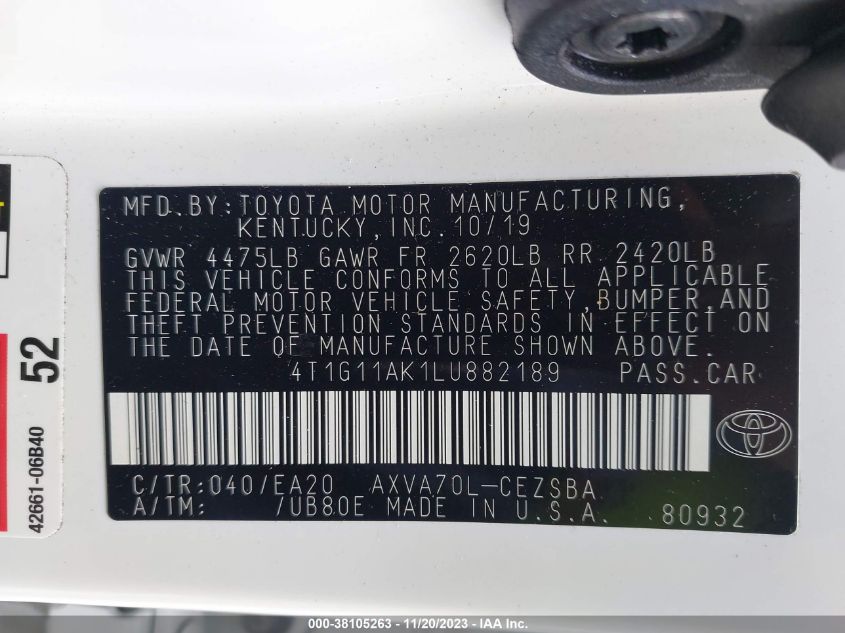 MFD.BY:TOYOTA MOTOR MANUFACTURING,
KENTUCKY, INC. 10/19
GVWR 4475LB GAWR FR 2620LB RR 2420LB
THIS VEHICLE CONFORMS TO ALL APPLICABLE
FEDERAL MOTOR VEHICLE SAFETY, BUMPER, AND
THEFT PREVENTION STANDARDS IN EFFECT ON
THE DATE OF MANUFACTURE SHOWN ABOVE.
4T1G11AK1LU882189 PASS.CAR
C/TR:040/EA20 AXVA70L-CEZSBA
A/TM: /UB80E MADE IN U.S.A. 80932
52
42661-06B40
000-38105263 - 11/20/2023 - IAA Inc.